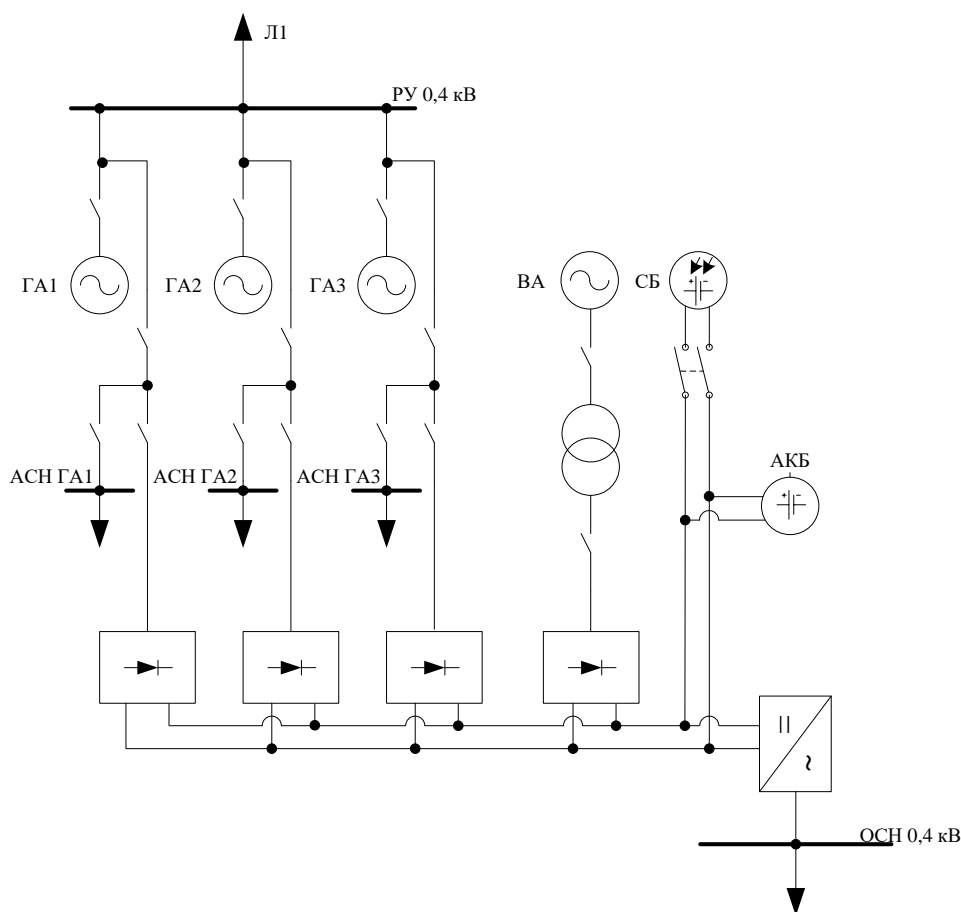 Л1
РУ 0,4 кВ
ГА1
ГА2
ГА3
ВА
СБ
АКБ
АСН ГА1
АСН ГА2
АСН ГА3
ОСН 0,4 кВ